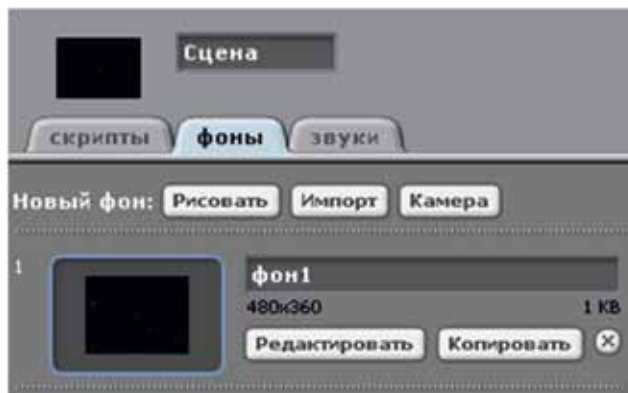 Сцена
скрипты фоны звуки
Новый фон: Рисовать Импорт Камера
1 фон1
480x360 1 KB
Редактировать Копировать